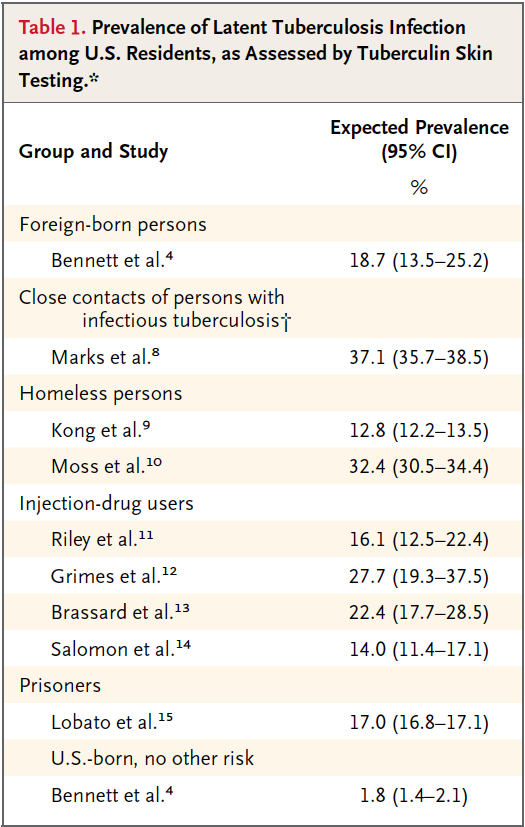 Table 1. Prevalence of Latent Tuberculosis Infection
among U.S. Residents, as Assessed by Tuberculin Skin
Testing.*
Group and Study
Expected Prevalence
(95% CI)
%
Foreign-born persons
Bennett et al.⁴ 18.7 (13.5–25.2)
Close contacts of persons with
infectious tuberculosis†
Marks et al.⁸ 37.1 (35.7–38.5)
Homeless persons
Kong et al.⁹ 12.8 (12.2–13.5)
Moss et al.¹⁰ 32.4 (30.5–34.4)
Injection-drug users
Riley et al.¹¹ 16.1 (12.5–22.4)
Grimes et al.¹² 27.7 (19.3–37.5)
Brassard et al.¹³ 22.4 (17.7–28.5)
Salomon et al.¹⁴ 14.0 (11.4–17.1)
Prisoners
Lobato et al.¹⁵ 17.0 (16.8–17.1)
U.S.-born, no other risk
Bennett et al.⁴ 1.8 (1.4–2.1)